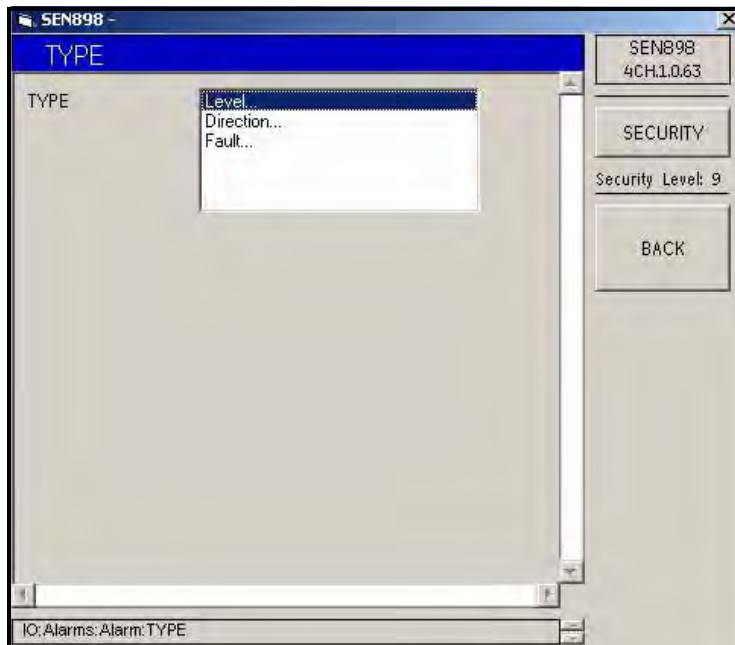 SEN898 -
TYPE
SEN898
4CH.1.0.63
TYPE
Level...
Direction...
Fault...
SECURITY
Security Level: 9
BACK
IO:Alarms:Alarm:TYPE